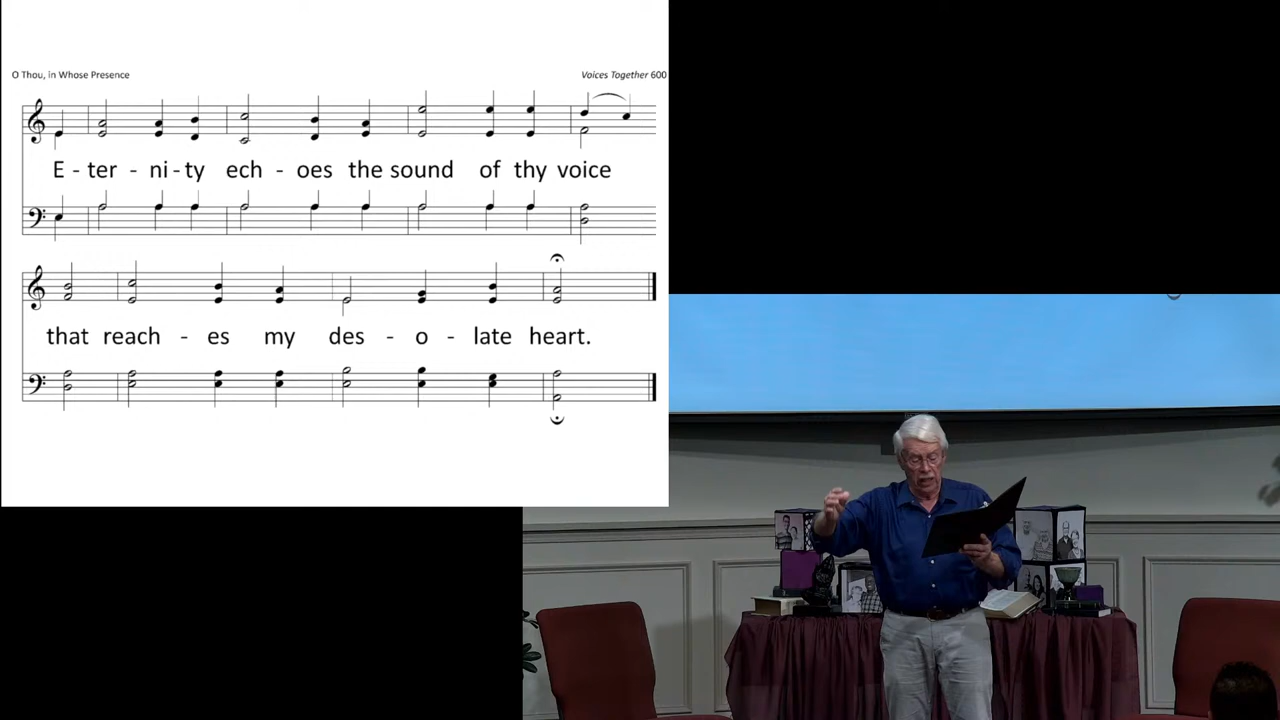 O Thou, in Whose Presence
Voices Together 600
E - ter - ni - ty ech - oes the sound of thy voice
that reach - es my des - o - late heart.